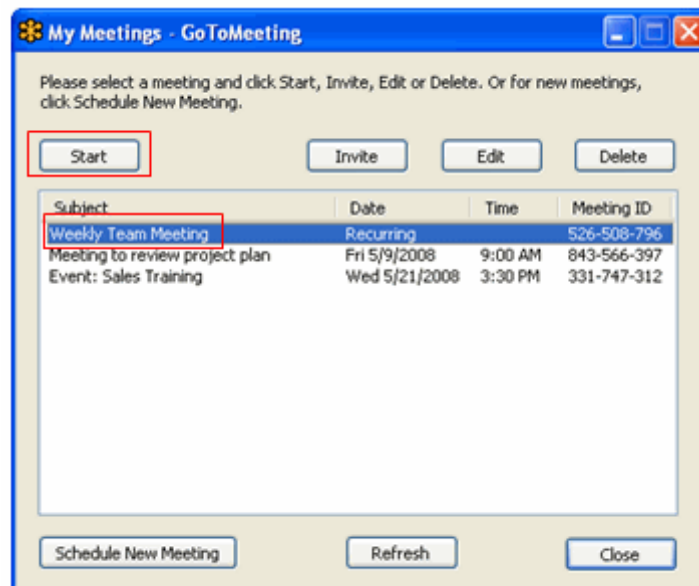 My Meetings - GoToMeeting
Please select a meeting and click Start, Invite, Edit or Delete. Or for new meetings,
click Schedule New Meeting.
Start Invite Edit Delete
Subject Date Time Meeting ID
Weekly Team Meeting Recurring 526-508-796
Meeting to review project plan Fri 5/9/2008 9:00 AM 843-566-397
Event: Sales Training Wed 5/21/2008 3:30 PM 331-747-312
Schedule New Meeting Refresh Close